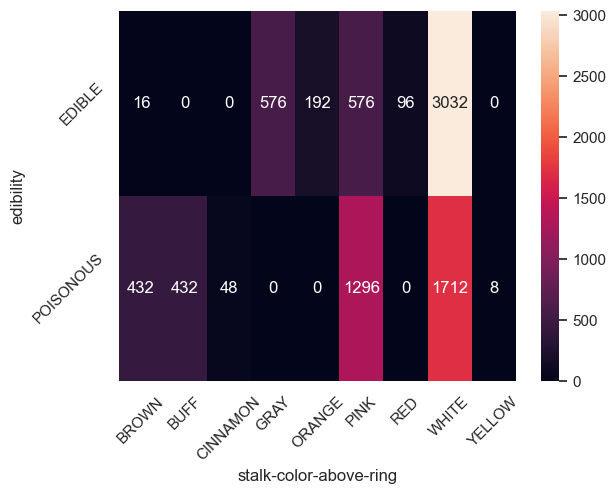 EDIBLE
POISONOUS
edibility
16 0 0 576 192 576 96 3032 0
432 432 48 0 0 1296 0 1712 8
BROWN BUFF CINNAMON GRAY ORANGE PINK RED WHITE YELLOW
stalk-color-above-ring
3000
2500
2000
1500
1000
500
0